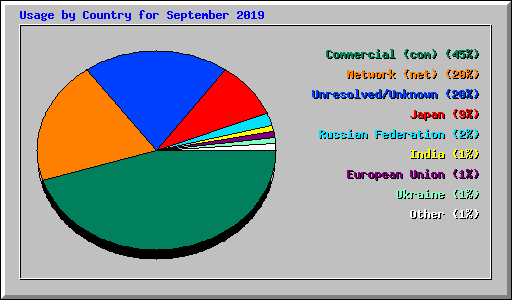 Usage by Country for September 2019
Commercial (com) (45%)
Network (net) (20%)
Unresolved/Unknown (20%)
Japan (9%)
Russian Federation (2%)
India (1%)
European Union (1%)
Ukraine (1%)
Other (1%)